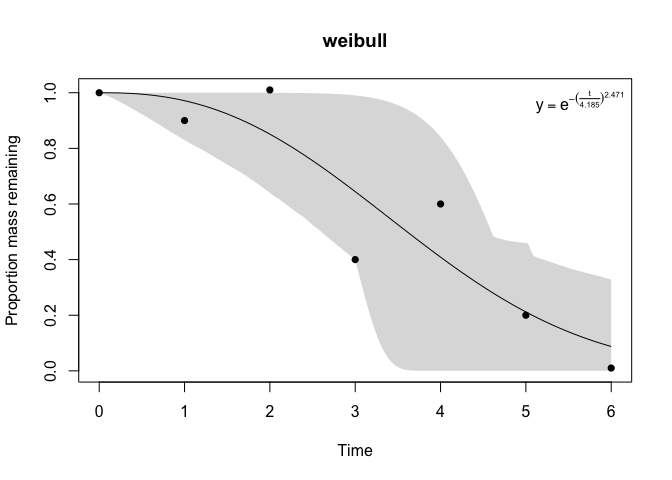 weibull
y = e^−(t/4.185)^2.471
Proportion mass remaining
1.0
0.8
0.6
0.4
0.2
0.0
0 1 2 3 4 5 6
Time